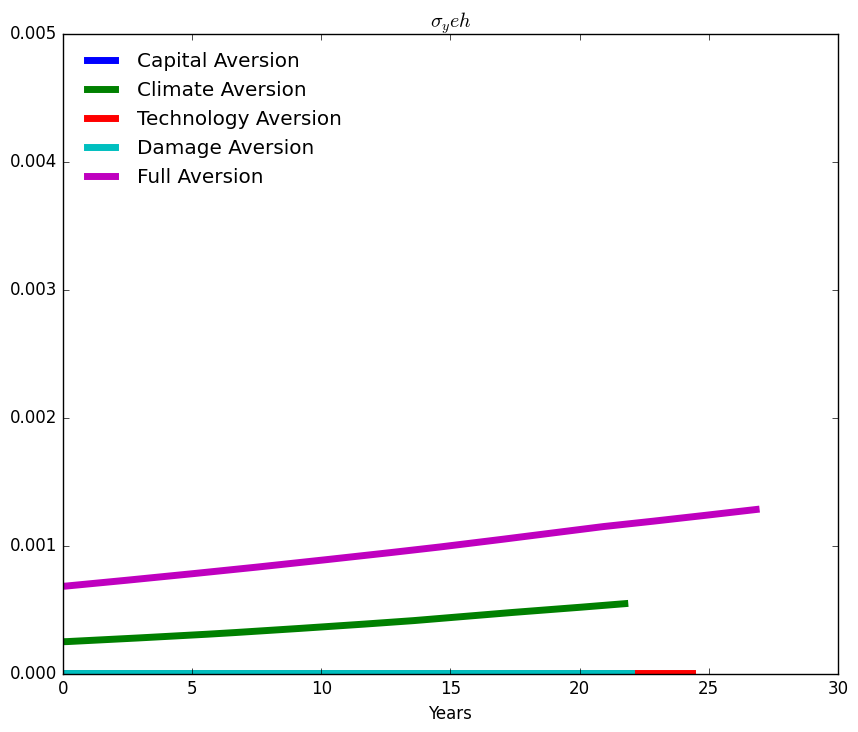 σ_y eh
0.005
0.004
0.003
0.002
0.001
0.000
Capital Aversion
Climate Aversion
Technology Aversion
Damage Aversion
Full Aversion
0 5 10 15 20 25 30
Years